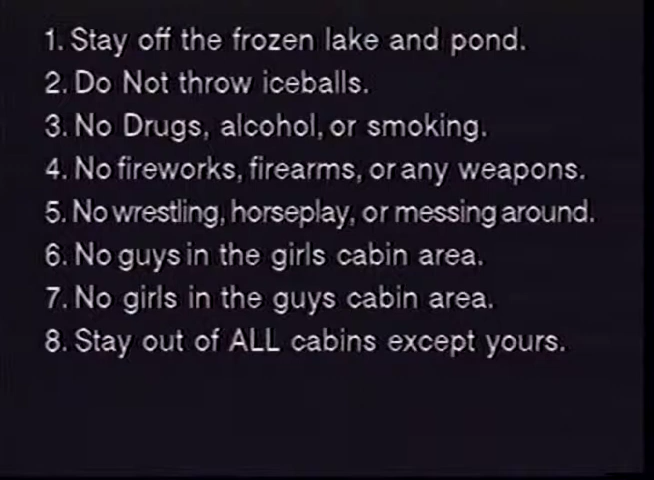 1. Stay off the frozen lake and pond.
2. Do Not throw iceballs.
3. No Drugs, alcohol, or smoking.
4. No fireworks, firearms, or any weapons.
5. No wrestling, horseplay, or messing around.
6. No guys in the girls cabin area.
7. No girls in the guys cabin area.
8. Stay out of ALL cabins except yours.